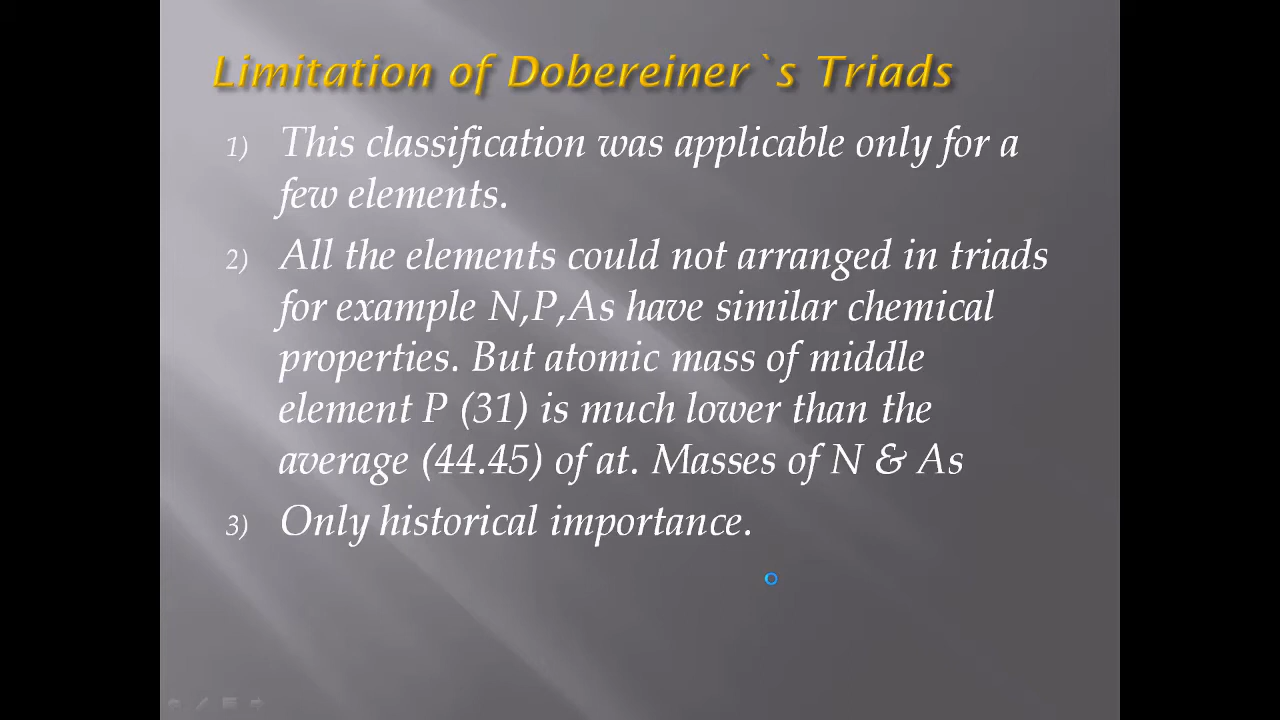 Limitation of Dobereiner`s Triads
1) This classification was applicable only for a
few elements.
2) All the elements could not arranged in triads
for example N,P,As have similar chemical
properties. But atomic mass of middle
element P (31) is much lower than the
average (44.45) of at. Masses of N & As
3) Only historical importance.